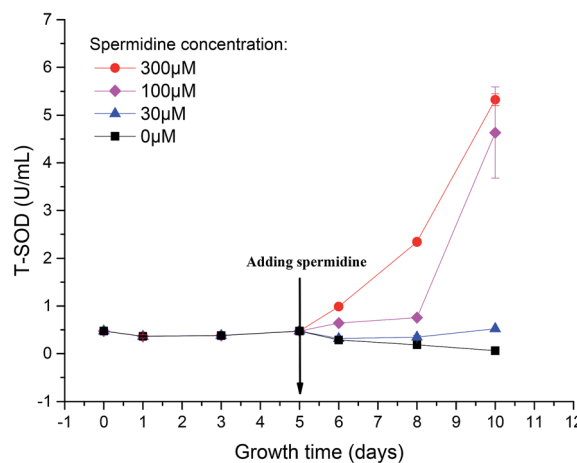 7
6
5
4
3
2
1
0
-1
T-SOD (U/mL)
Spermidine concentration:
300μM
100μM
30μM
0μM
Adding spermidine
-1 0 1 2 3 4 5 6 7 8 9 10 11 12
Growth time (days)